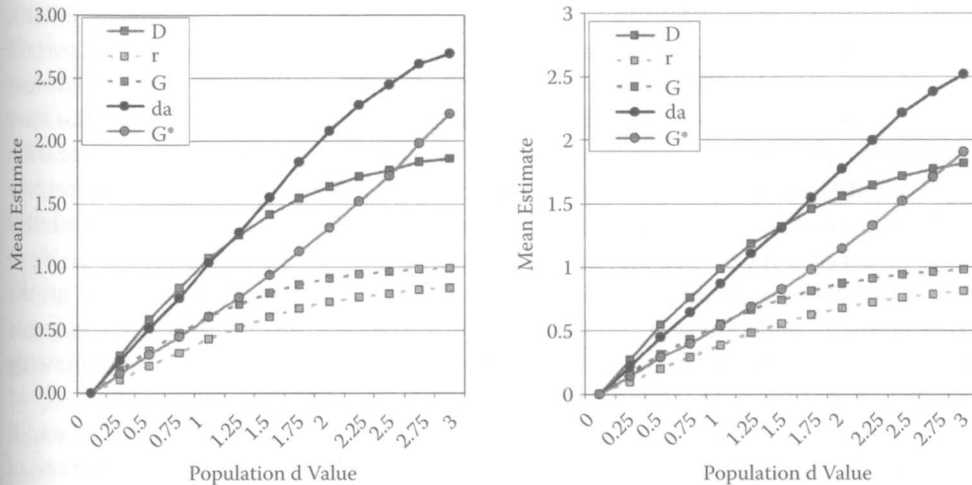 3.00
2.50
2.00
1.50
1.00
0.50
0.00
Mean Estimate
D
r
G
da
G*
0
0.25
0.5
0.75
1
1.25
1.5
1.75
2
2.25
2.5
2.75
3
Population d Value
3
2.5
2
1.5
1
0.5
0
Mean Estimate
D
r
G
da
G*
0
0.25
0.5
0.75
1
1.25
1.5
1.75
2
2.25
2.5
2.75
3
Population d Value